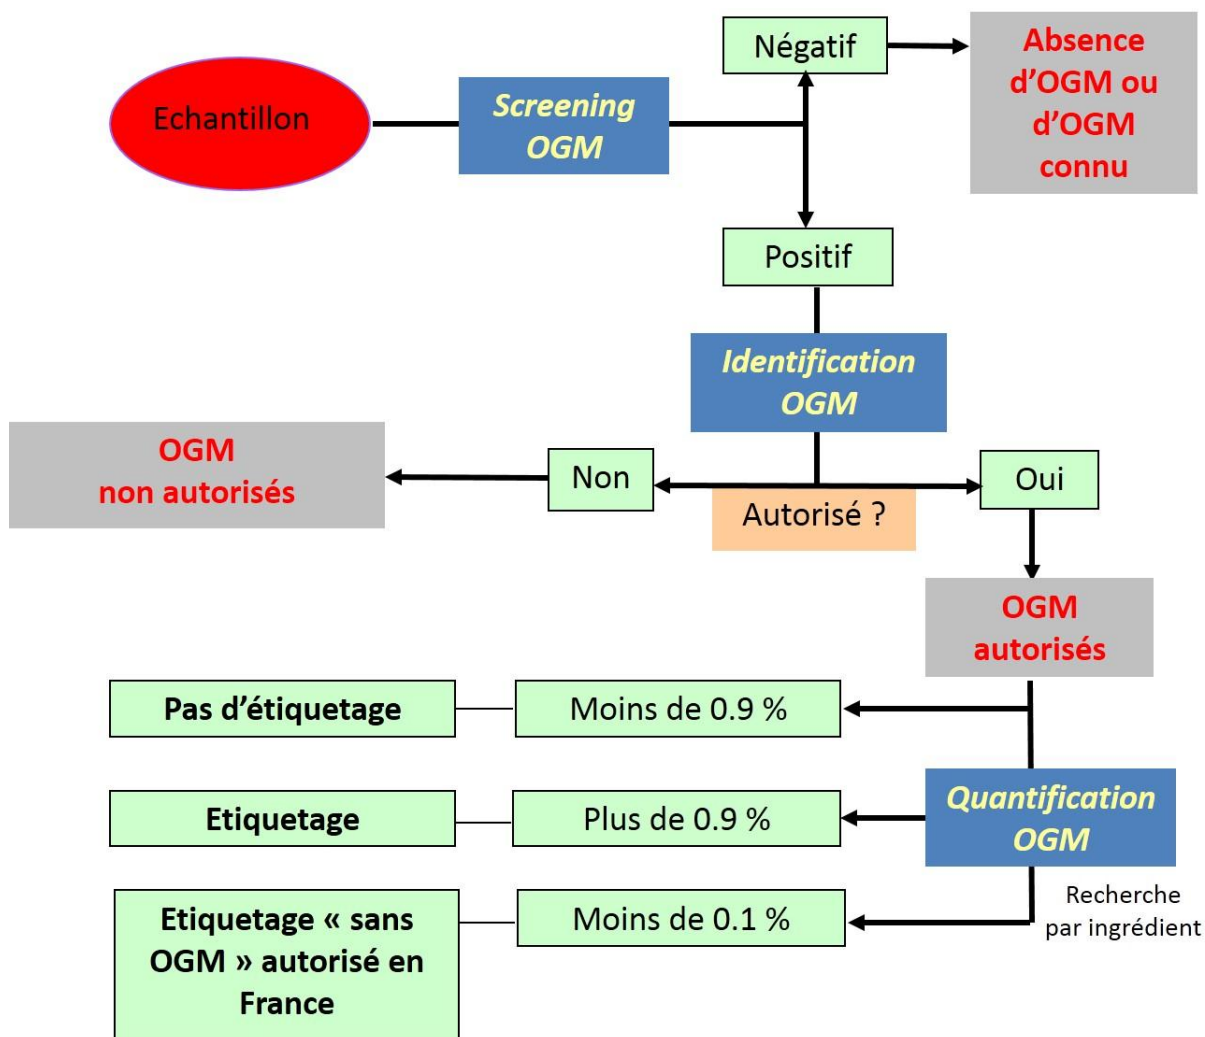 Echantillon
Screening
OGM
Négatif
Absence
d’OGM ou
d’OGM
connu
Positif
Identification
OGM
OGM
non autorisés
Non
Autorisé ?
Oui
OGM
autorisés
Pas d’étiquetage
Moins de 0.9 %
Etiquetage
Plus de 0.9 %
Quantification
OGM
Etiquetage « sans
OGM » autorisé en
France
Moins de 0.1 %
Recherche
par ingrédient